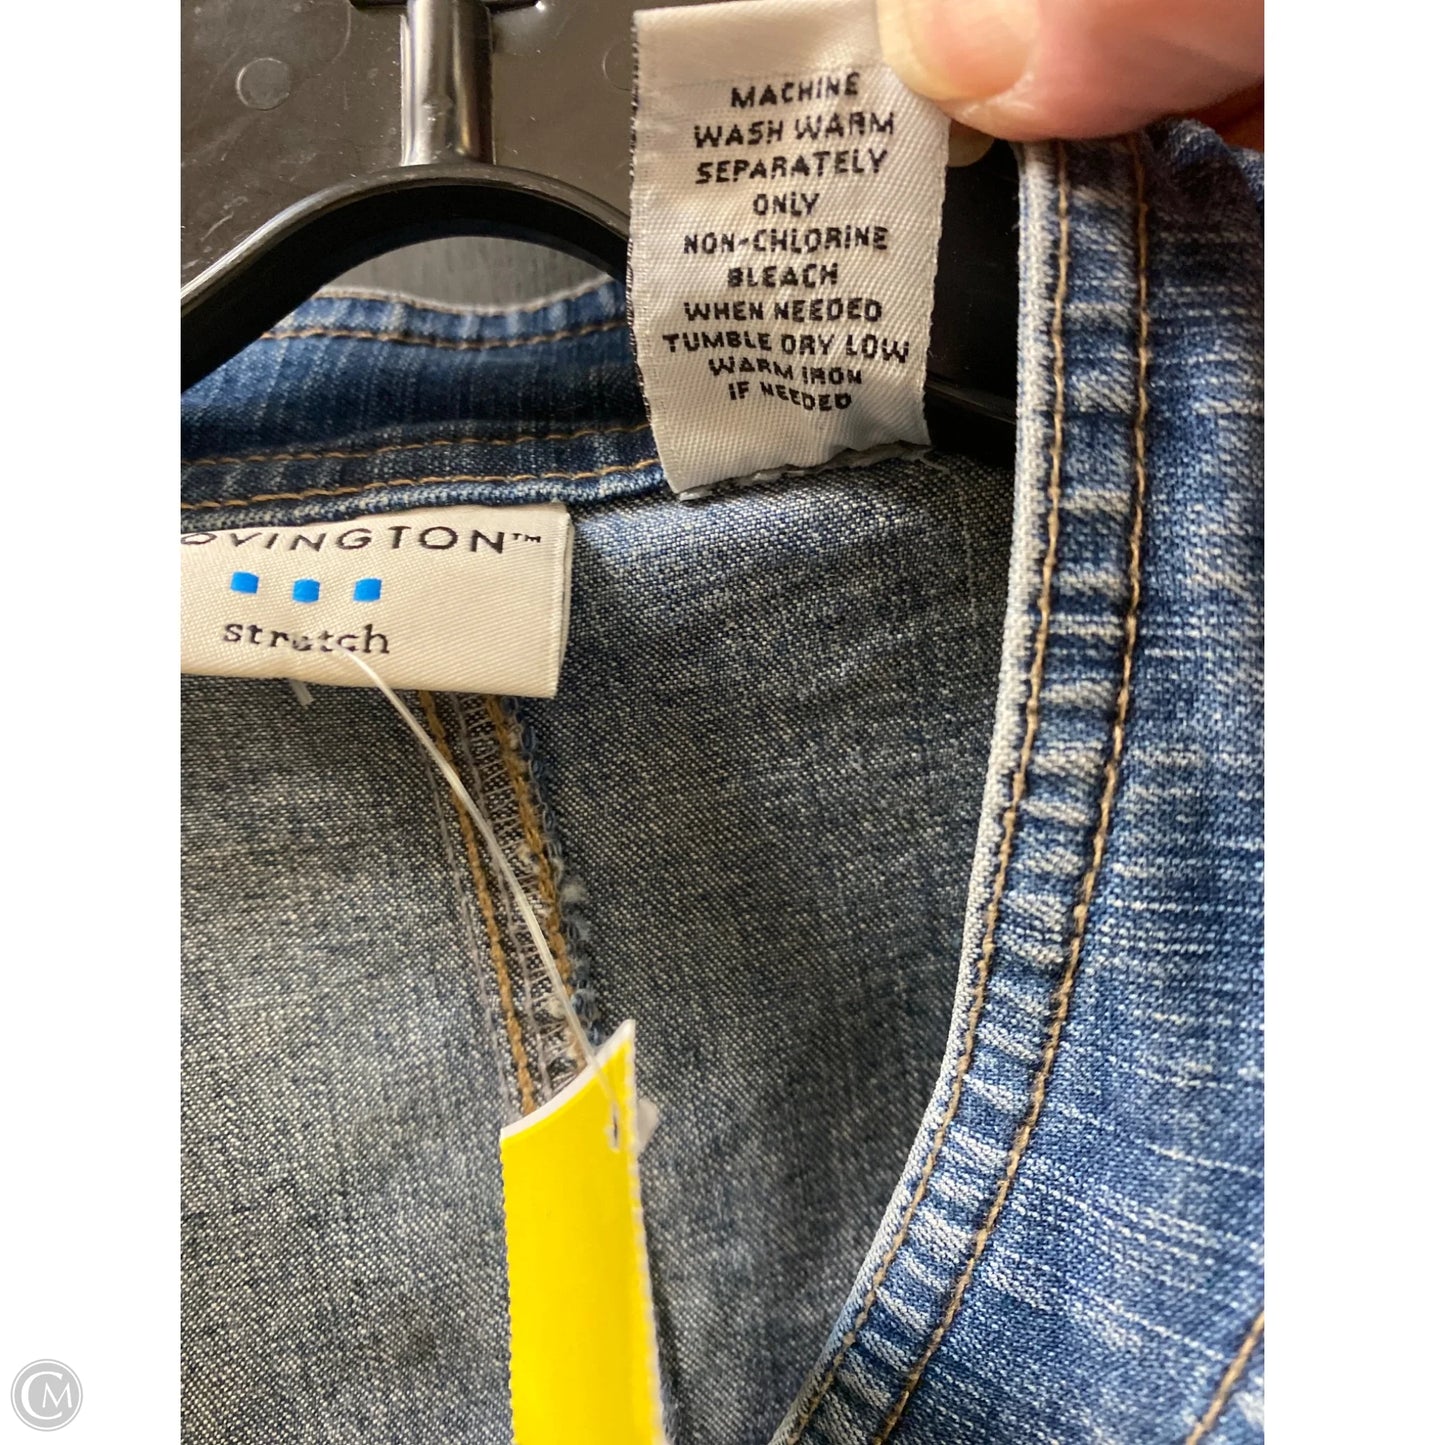 MACHINE
WASH WARM
SEPARATELY
ONLY
NON-CHLORINE
BLEACH
WHEN NEEDED
TUMBLE DRY LOW
WARM IRON
IF NEEDED
OVINGTON™
stretch
CM